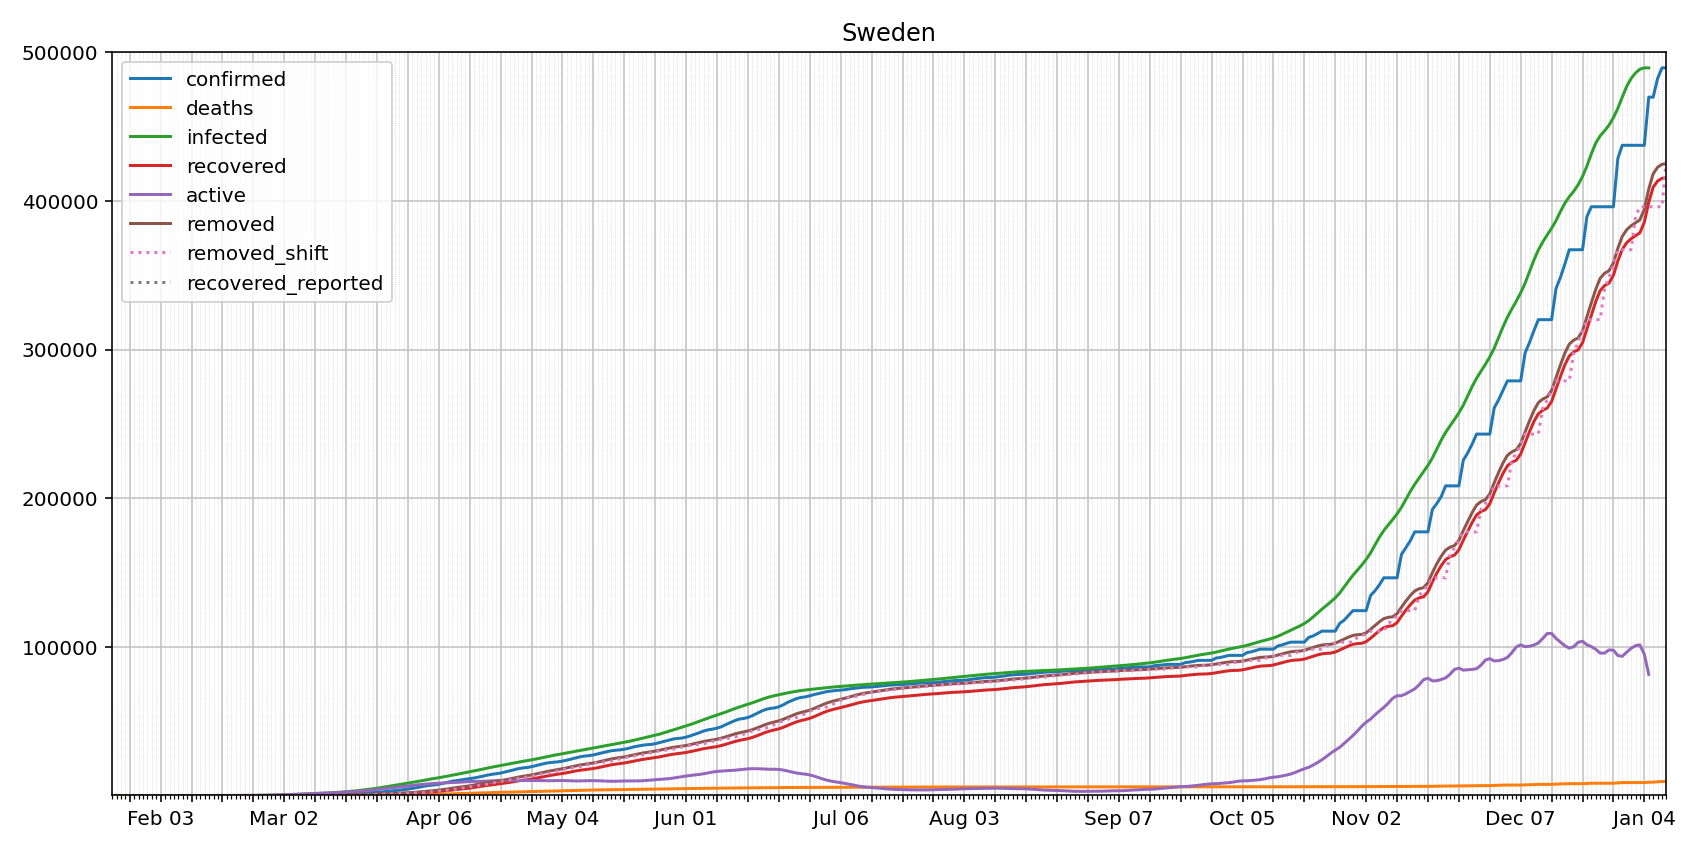 Sweden
500000
400000
300000
200000
100000
confirmed
deaths
infected
recovered
active
removed
removed_shift
recovered_reported
Feb 03 Mar 02 Apr 06 May 04 Jun 01 Jul 06 Aug 03 Sep 07 Oct 05 Nov 02 Dec 07 Jan 04